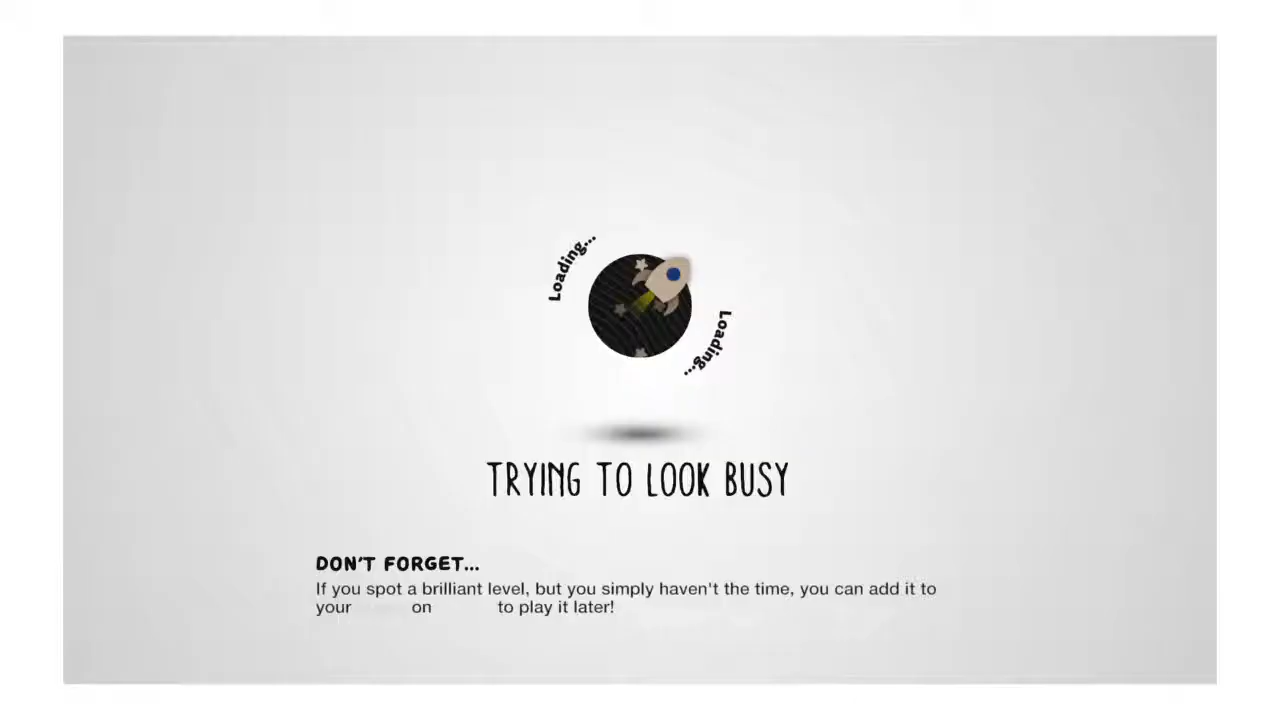 Loading...
Loading...
TRYING TO LOOK BUSY
DON'T FORGET...
If you spot a brilliant level, but you simply haven't the time, you can add it to
your on to play it later!